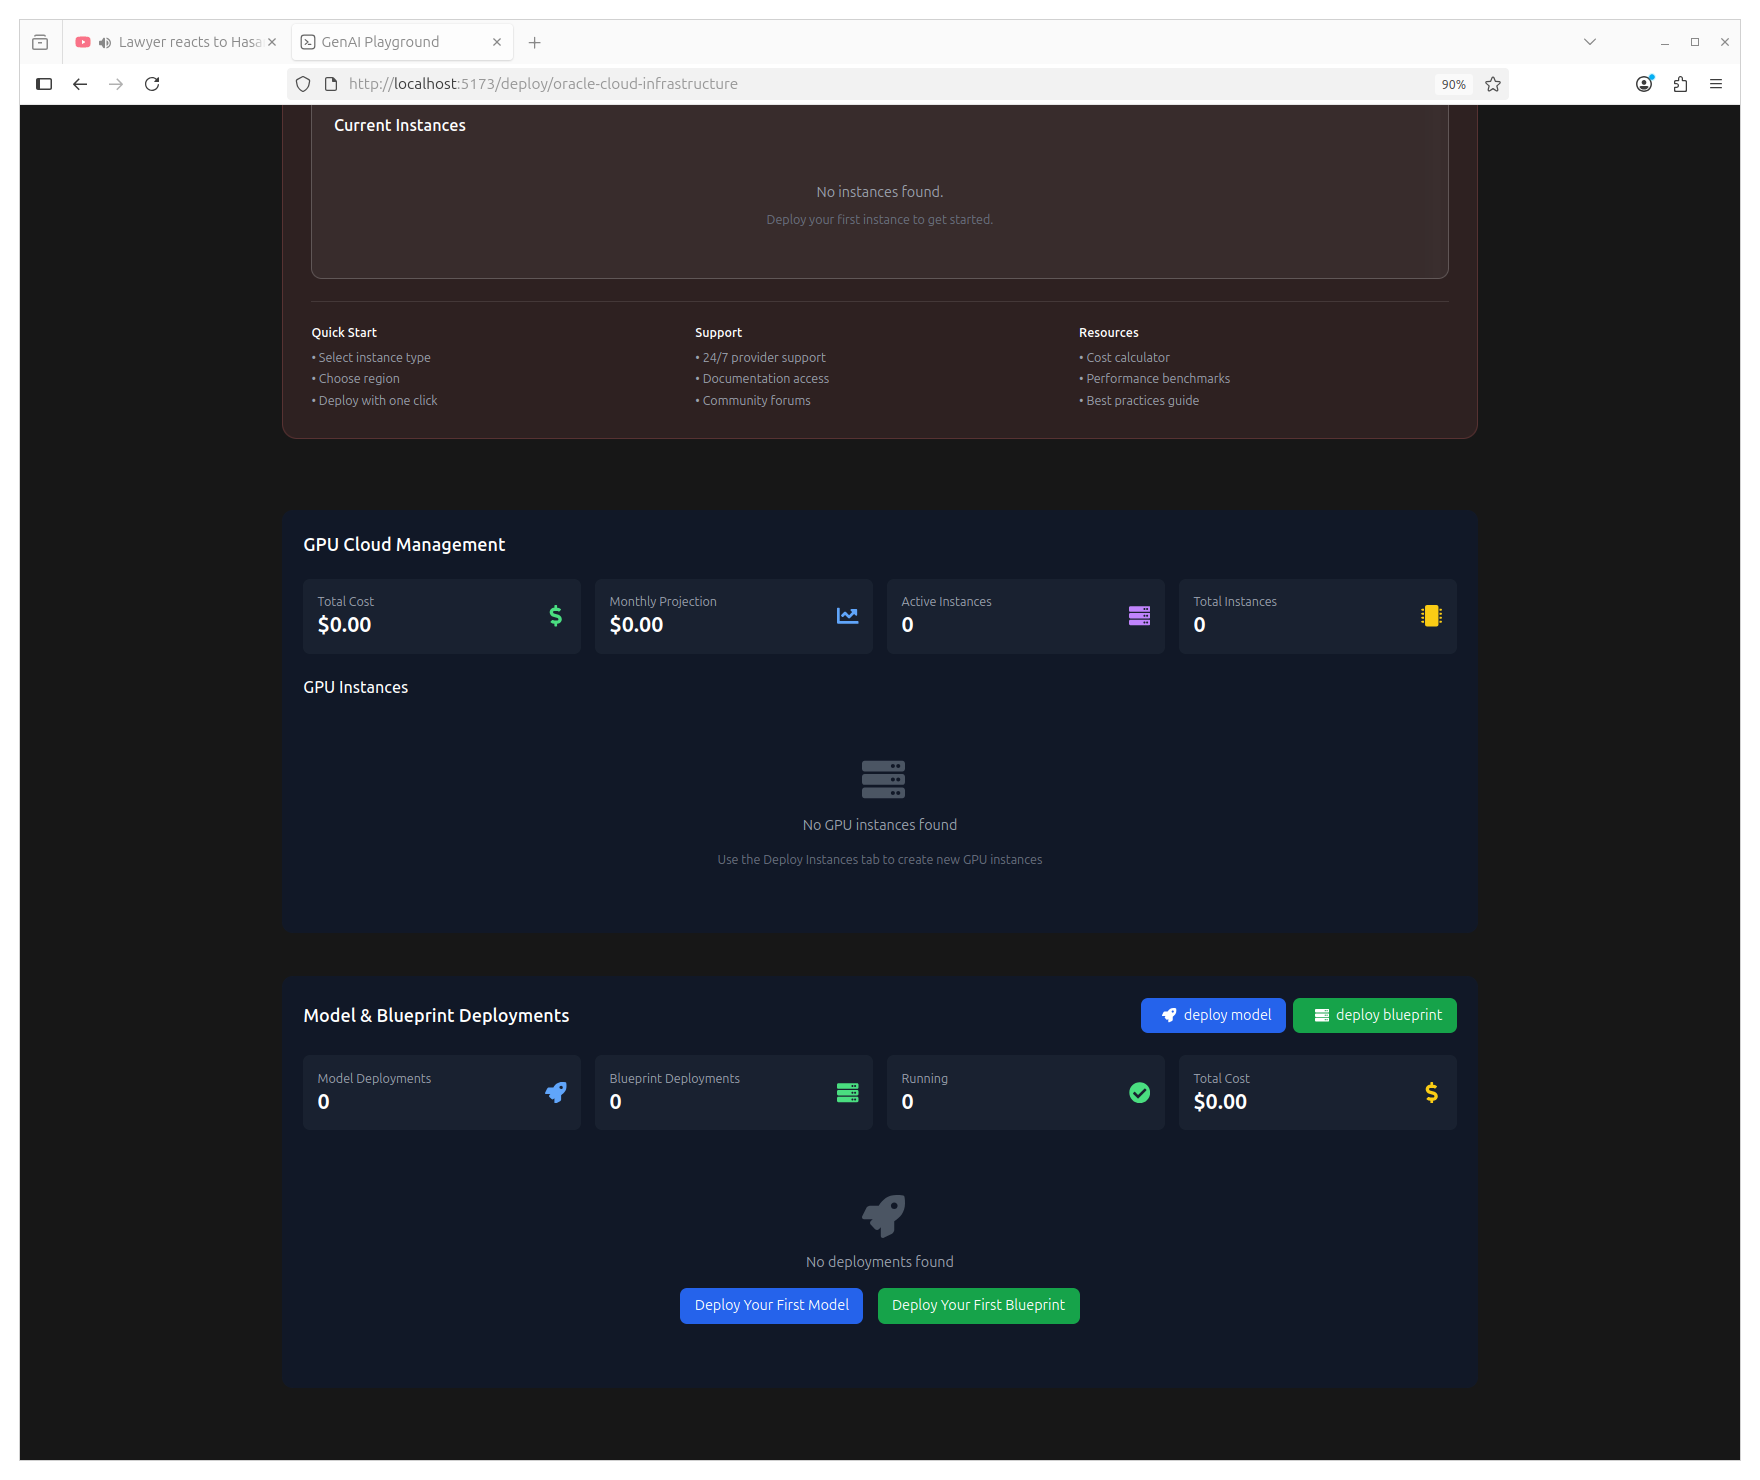 Lawyer reacts to Hasa
GenAI Playground
http://localhost:5173/deploy/oracle-cloud-infrastructure
90%
Current Instances
No instances found.
Deploy your first instance to get started.
Quick Start
• Select instance type
• Choose region
• Deploy with one click
Support
• 24/7 provider support
• Documentation access
• Community forums
Resources
• Cost calculator
• Performance benchmarks
• Best practices guide
GPU Cloud Management
Total Cost
$0.00
Monthly Projection
$0.00
Active Instances
0
Total Instances
0
GPU Instances
No GPU instances found
Use the Deploy Instances tab to create new GPU instances
Model & Blueprint Deployments
deploy model
deploy blueprint
Model Deployments
0
Blueprint Deployments
0
Running
0
Total Cost
$0.00
No deployments found
Deploy Your First Model
Deploy Your First Blueprint